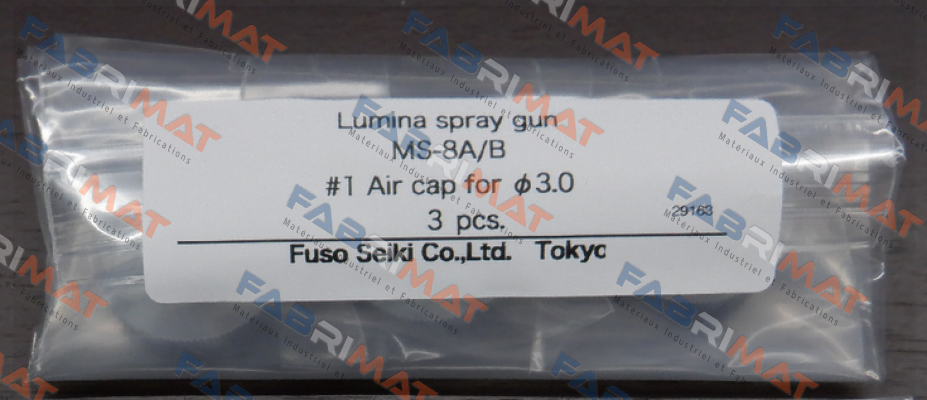 Lumina spray gun
MS-8A/B
#1 Air cap for ϕ3.0
3 pcs.
29163
Fuso Seiki Co.,Ltd. Tokyo
FABRIMAT
Materiaux Industriel et Fabrications